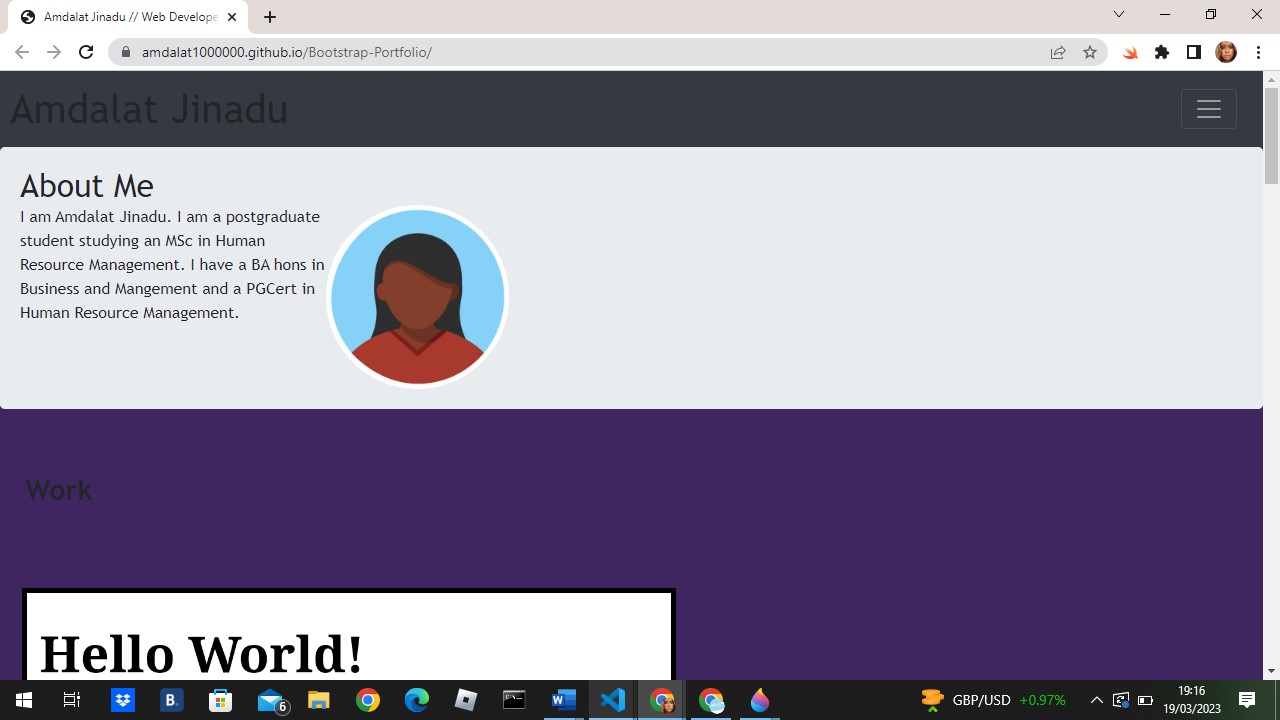 Amdalat Jinadu // Web Develope
amdalat1000000.github.io/Bootstrap-Portfolio/
Amdalat Jinadu
About Me
I am Amdalat Jinadu. I am a postgraduate
student studying an MSc in Human
Resource Management. I have a BA hons in
Business and Mangement and a PGCert in
Human Resource Management.
Work
Hello World!
B.
6
W
GBP/USD +0.97%
19:16
19/03/2023